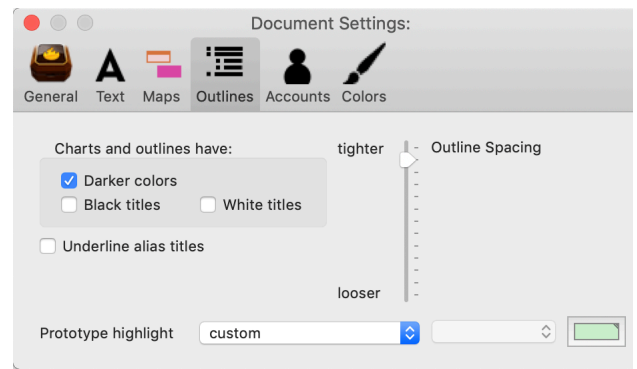 Document Settings:
General Text Maps Outlines Accounts Colors
Charts and outlines have:
tighter
Outline Spacing
Darker colors
Black titles
White titles
Underline alias titles
looser
Prototype highlight
custom